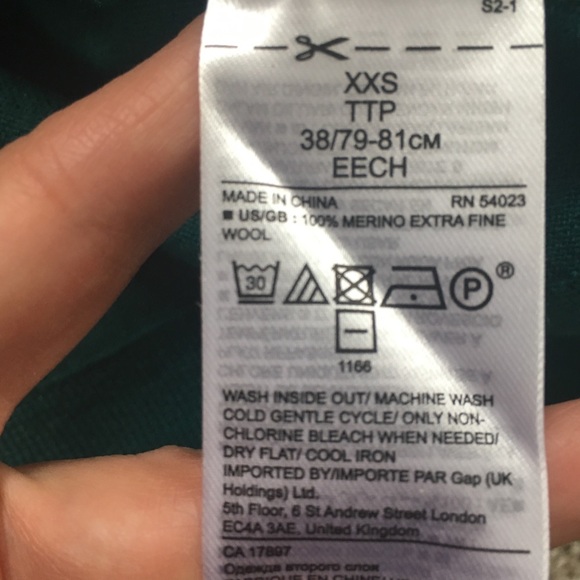 S2-1
XXS
TTP
38/79-81CM
EECH
MADE IN CHINA RN 54023
■ US/GB : 100% MERINO EXTRA FINE
WOOL
30 P ®
1166
WASH INSIDE OUT/ MACHINE WASH
COLD GENTLE CYCLE/ ONLY NON-
CHLORINE BLEACH WHEN NEEDED/
DRY FLAT/ COOL IRON
IMPORTED BY/IMPORTE PAR Gap (UK
Holdings) Ltd.
5th Floor, 6 St Andrew Street London
EC4A 3AE, United Kingdom
CA 17897
Одежда второго слоя